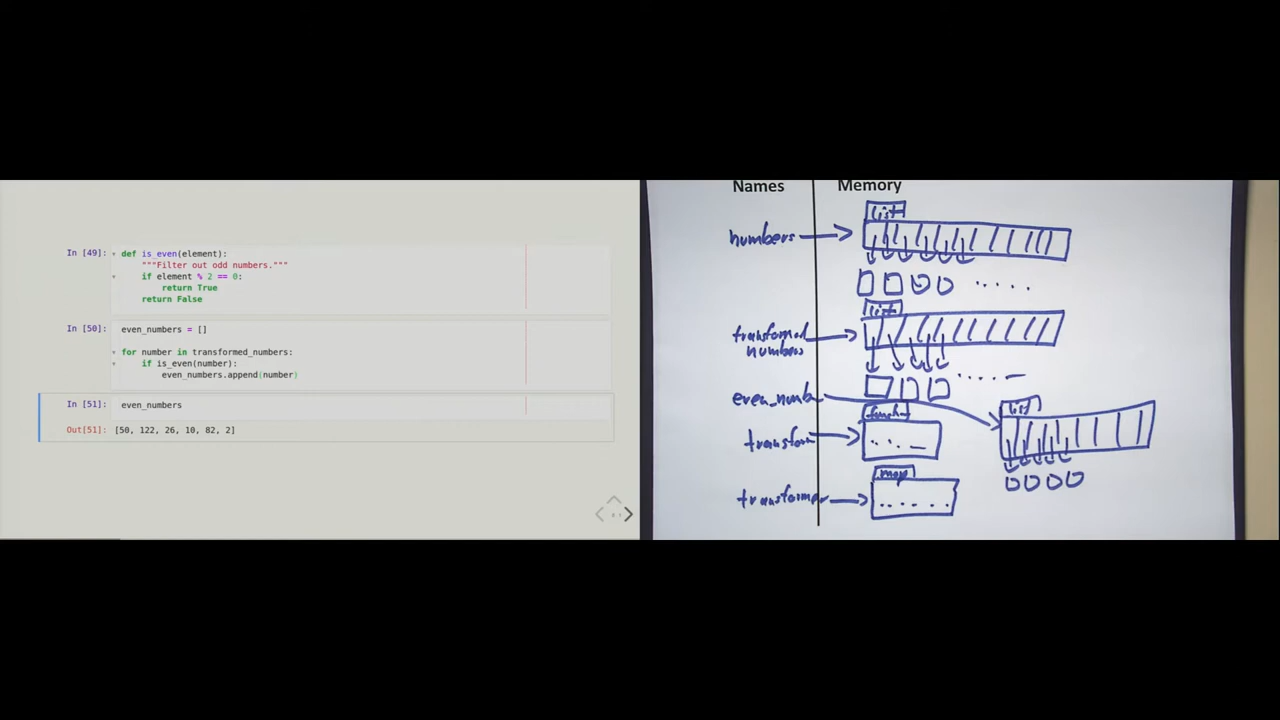 In [49]: def is_even(element):
"""Filter out odd numbers."""
if element % 2 == 0:
return True
return False
In [50]: even_numbers = []
for number in transformed_numbers:
if is_even(number):
even_numbers.append(number)
In [51]: even_numbers
Out[51]: [50, 122, 26, 10, 82, 2]
Names Memory
list
numbers
list
transformed
numbers
even_numb
list
transform
map
transformer